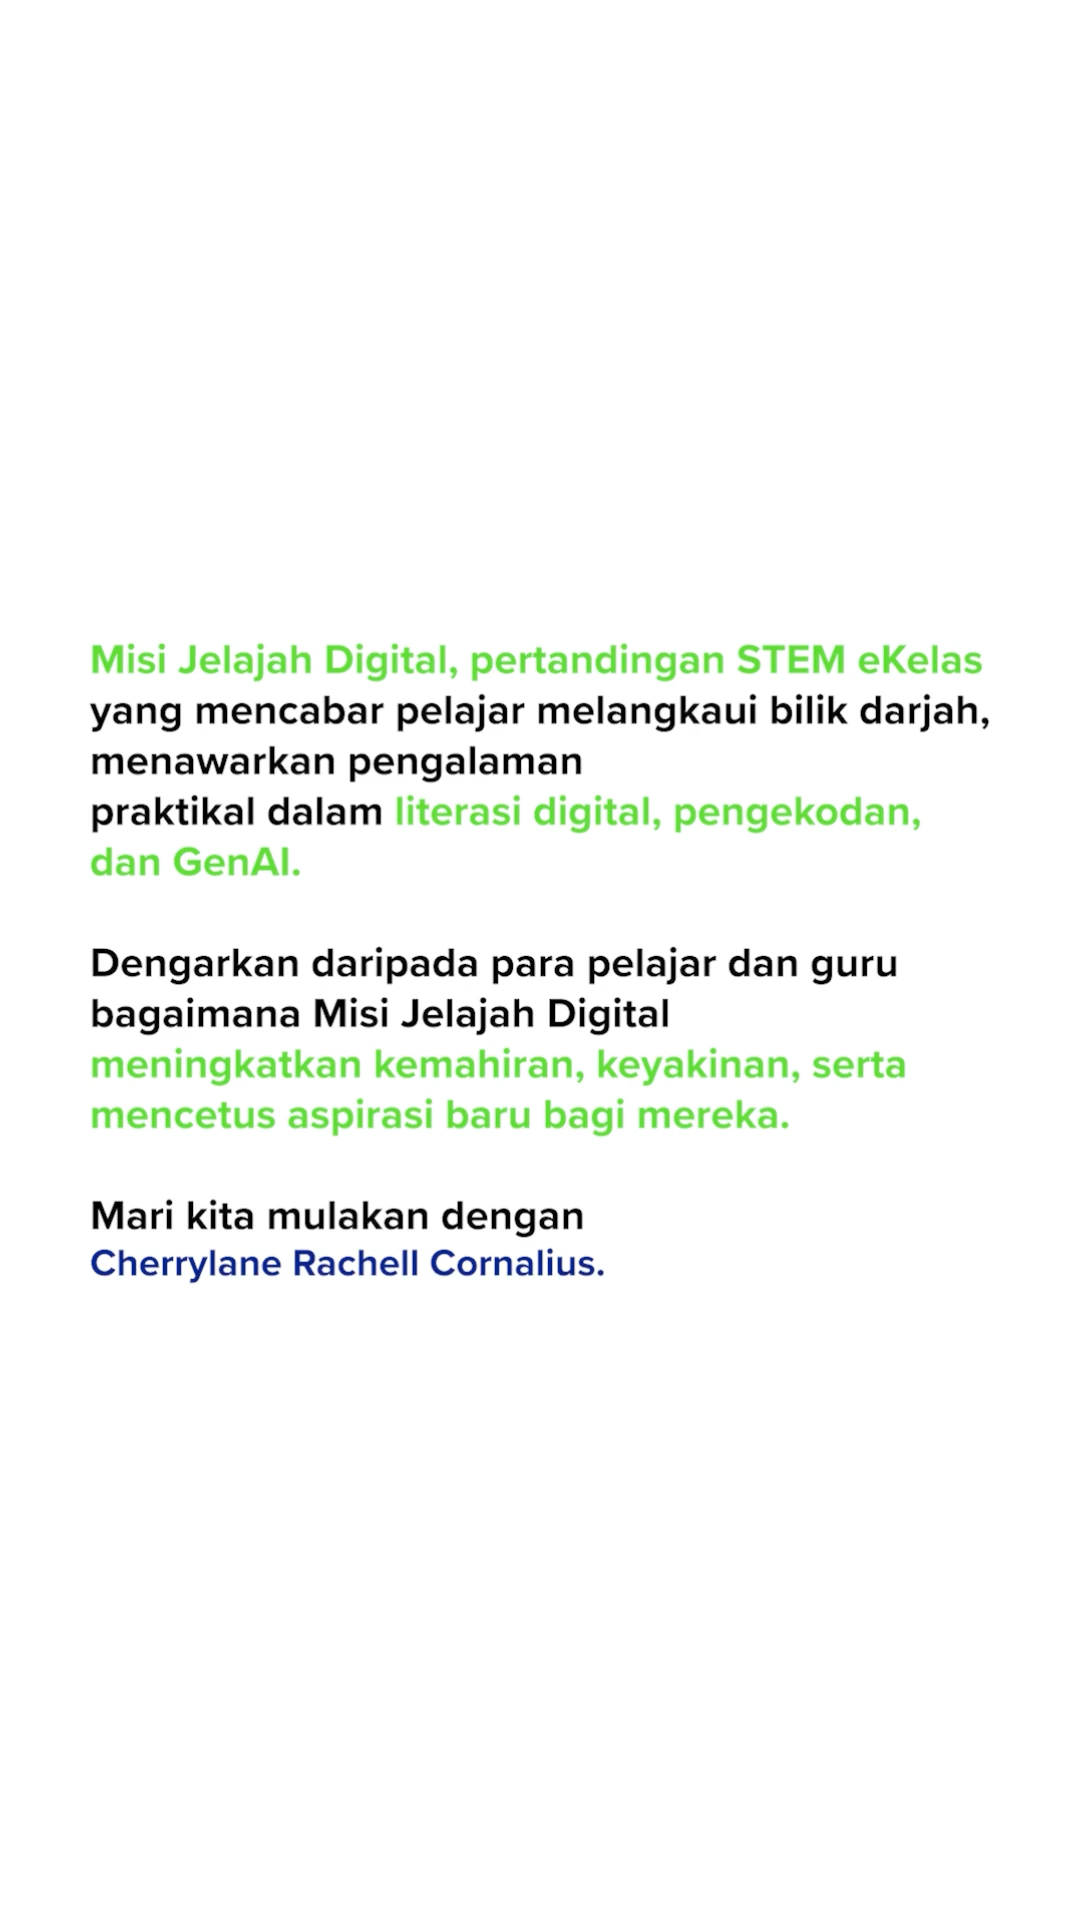 Misi Jelajah Digital, pertandingan STEM eKelas
yang mencabar pelajar melangkaui bilik darjah,
menawarkan pengalaman
praktikal dalam literasi digital, pengekodan,
dan GenAI.
Dengarkan daripada para pelajar dan guru
bagaimana Misi Jelajah Digital
meningkatkan kemahiran, keyakinan, serta
mencetus aspirasi baru bagi mereka.
Mari kita mulakan dengan
Cherrylane Rachell Cornalius.